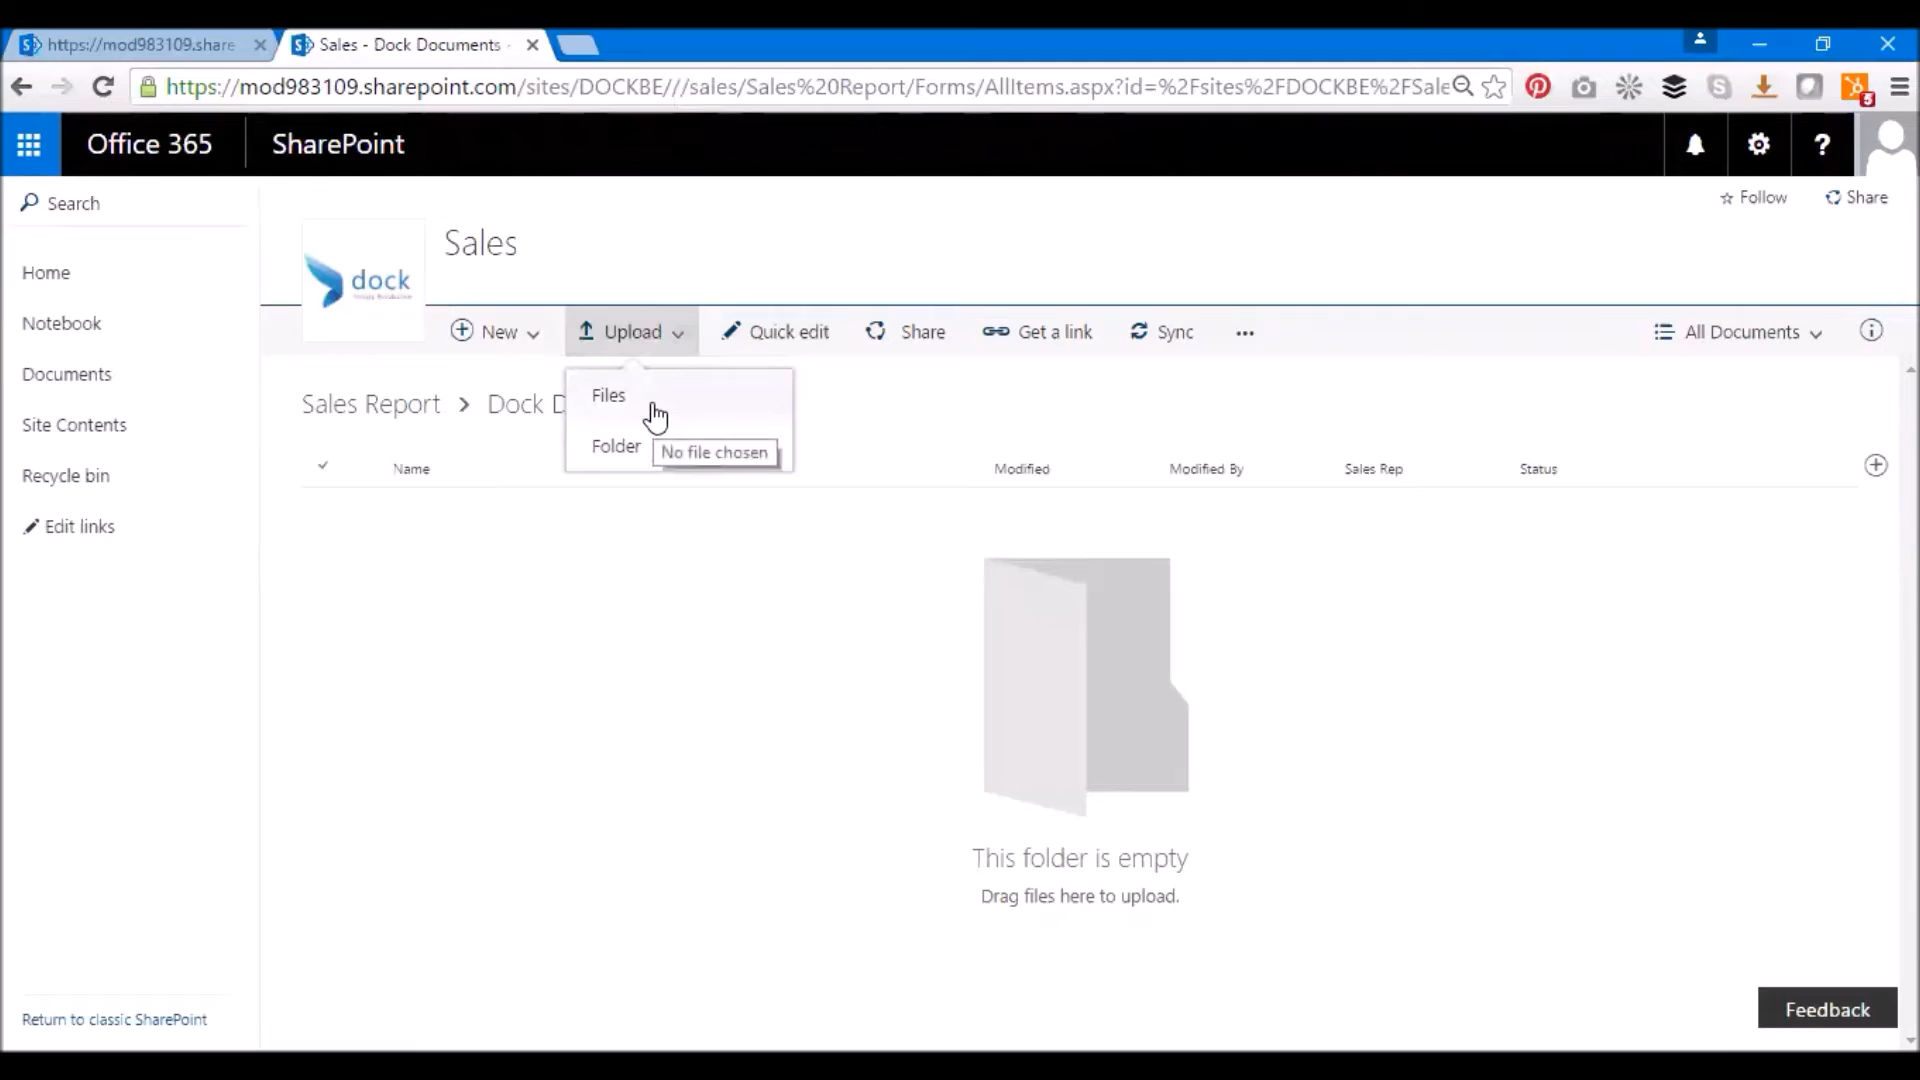 https://mod983109.share
Sales - Dock Documents
https://mod983109.sharepoint.com/sites/DOCKBE///sales/Sales%20Report/Forms/AllItems.aspx?id=%2Fsites%2FDOCKBE%2FSale
5
Office 365
SharePoint
?
Search
Follow
Share
Sales
dock
New
Upload
Quick edit
Share
Get a link
Sync
...
All Documents
Home
Notebook
Documents
Site Contents
Recycle bin
Edit links
Files
Folder
No file chosen
Sales Report > Dock D
Name
Modified
Modified By
Sales Rep
Status
This folder is empty
Drag files here to upload.
Return to classic SharePoint
Feedback